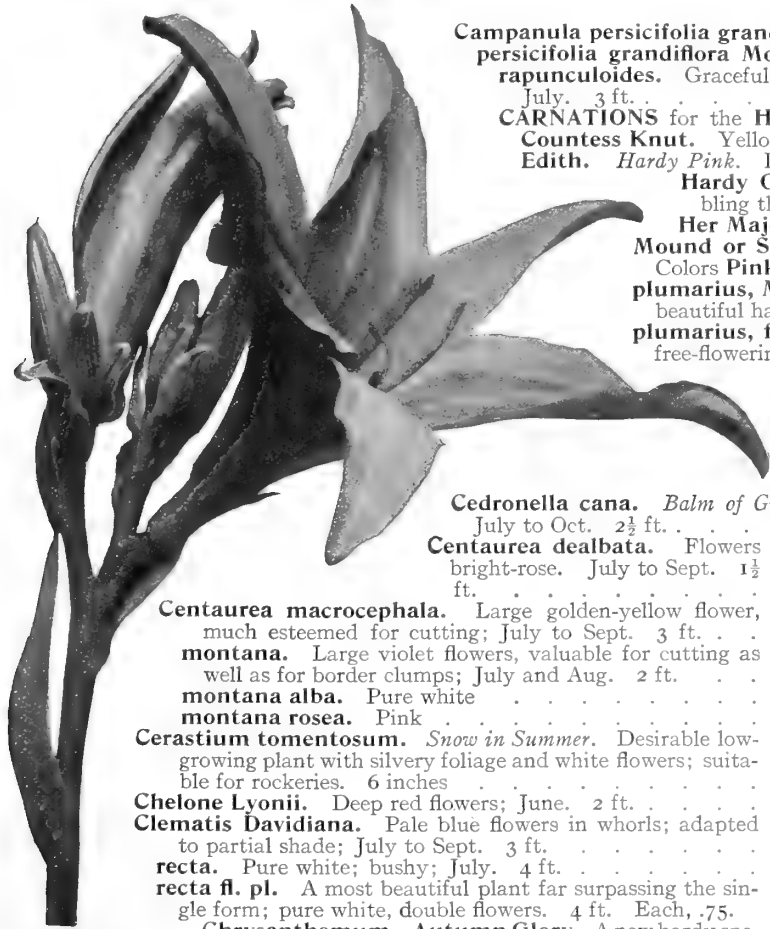 Campanula persicifolia
persicifolia grandiflora
rapunculoides. Graceful
July. 3 ft. . . . .
CARNATIONS for the
Countess Knut.
Edith. Hardy Pink.
Hardy
bling
Her
Mound or
Colors
plumarius,
beautiful
plumarius,
Cedronella cana. Balm of
July to Oct. 2½ ft. . . .
Centaurea dealbata. Flowers
bright-rose. July to Sept. 1½
ft. . . . . . . . .
Centaurea macrocephala. Large golden-yellow flower,
much esteemed for cutting; July to Sept. 3 ft. . .
montana. Large violet flowers, valuable for cutting as
well as for border clumps; July and Aug. 2 ft. . .
montana alba. Pure white . . . . . . . .
montana rosea. Pink . . . . . . . . . .
Cerastium tomentosum. Snow in Summer. Desirable low-
growing plant with silvery foliage and white flowers; suita-
ble for rockeries. 6 inches . . . . . . . .
Chelone Lyonii. Deep red flowers; June. 2 ft. . . . .
Clematis Davidiana. Pale blue flowers in whorls; adapted
to partial shade; July to Sept. 3 ft. . . . . . .
recta. Pure white; bushy; July. 4 ft. . . . . . .
recta fl. pl. A most beautiful plant far surpassing the sin-
gle form; pure white, double flowers. 4 ft. Each, .75.
Chrysanthemum, Autumn Glory.